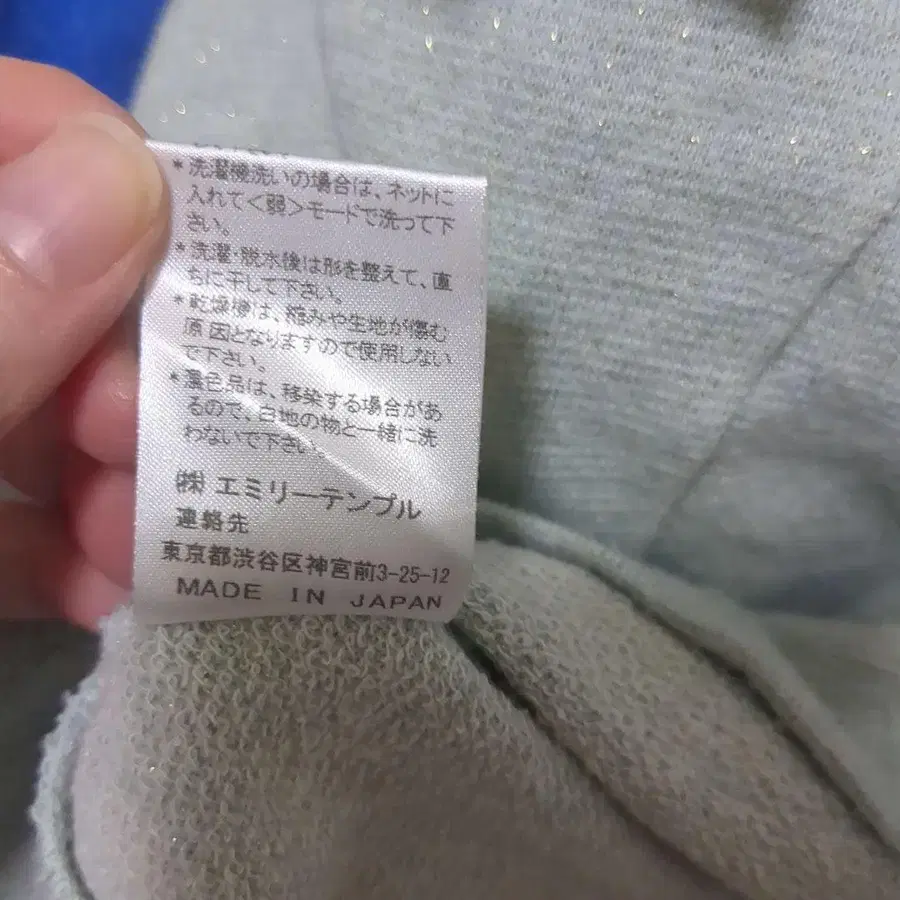 *洗濯機洗いの場合は、ネットに
入れて<弱>モードで洗って下
さい。
*洗濯・脱水後は形を整えて、直
ちに干して下さい。
*乾燥機は、縮みや生地が傷む
原因となりますので使用しない
で下さい。
*濃色品は、移染する場合があ
るので、白地の物と一緒に洗
わないで下さい。
㈱エミリーテンプル
連絡先
東京都渋谷区神宮前3-25-12
MADE IN JAPAN